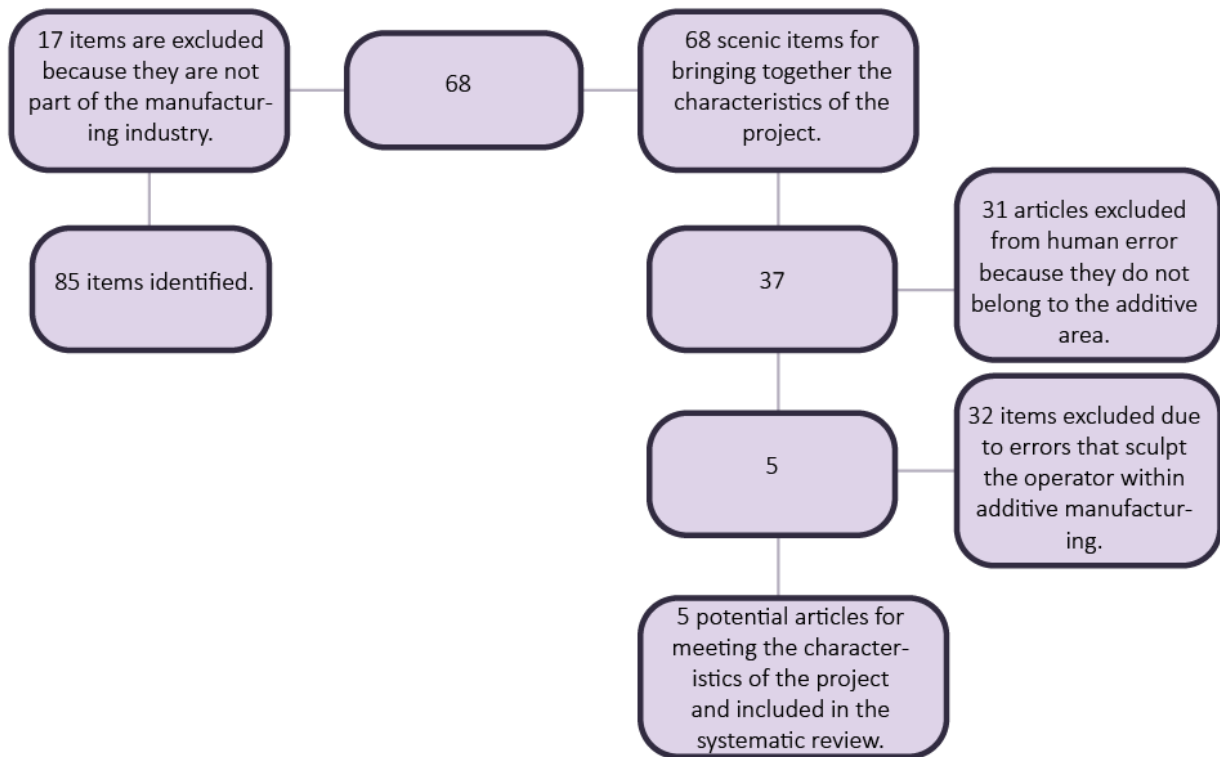 17 items are excluded
because they are not
part of the manufactur-
ing industry.
68
68 scenic items for
bringing together the
characteristics of the
project.
85 items identified.
37
31 articles excluded
from human error
because they do not
belong to the additive
area.
5
32 items excluded due
to errors that sculpt
the operator within
additive manufactur-
ing.
5 potential articles for
meeting the character-
istics of the project
and included in the
systematic review.